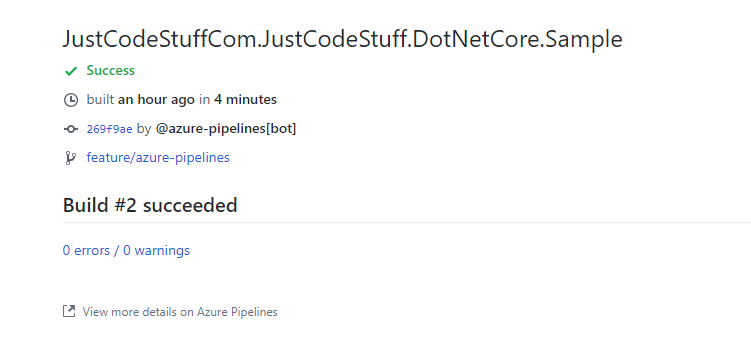 JustCodeStuffCom.JustCodeStuff.DotNetCore.Sample
Success
built an hour ago in 4 minutes
269f9ae by @azure-pipelines[bot]
feature/azure-pipelines
Build #2 succeeded
0 errors / 0 warnings
View more details on Azure Pipelines